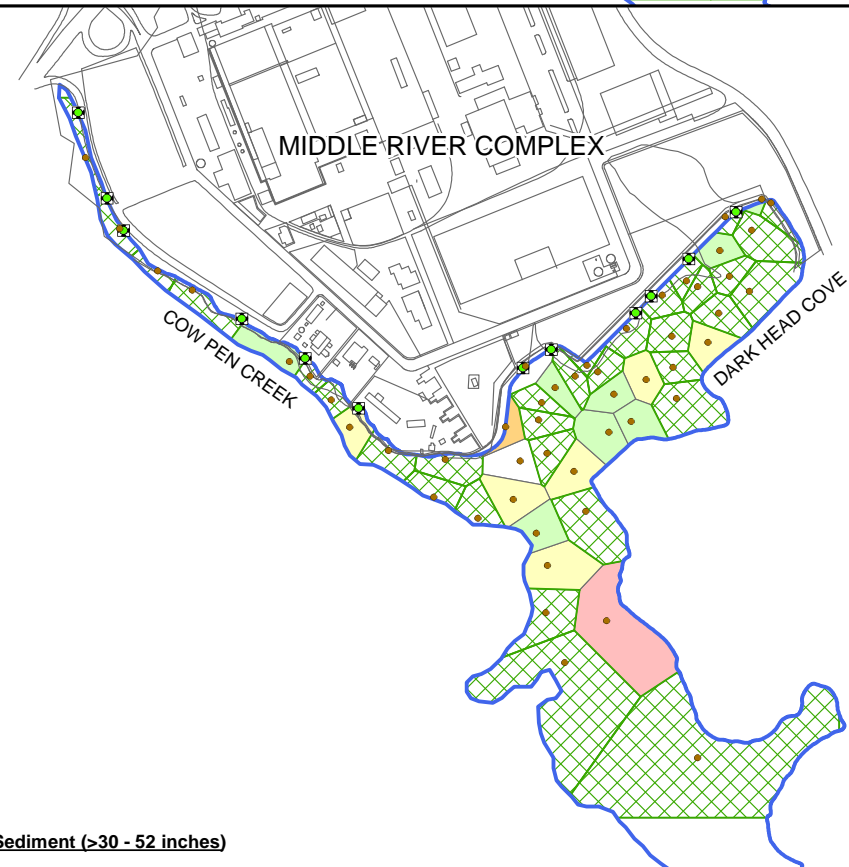 MIDDLE RIVER COMPLEX
COW PEN CREEK
DARK HEAD COVE
Sediment (>30 - 52 inches)